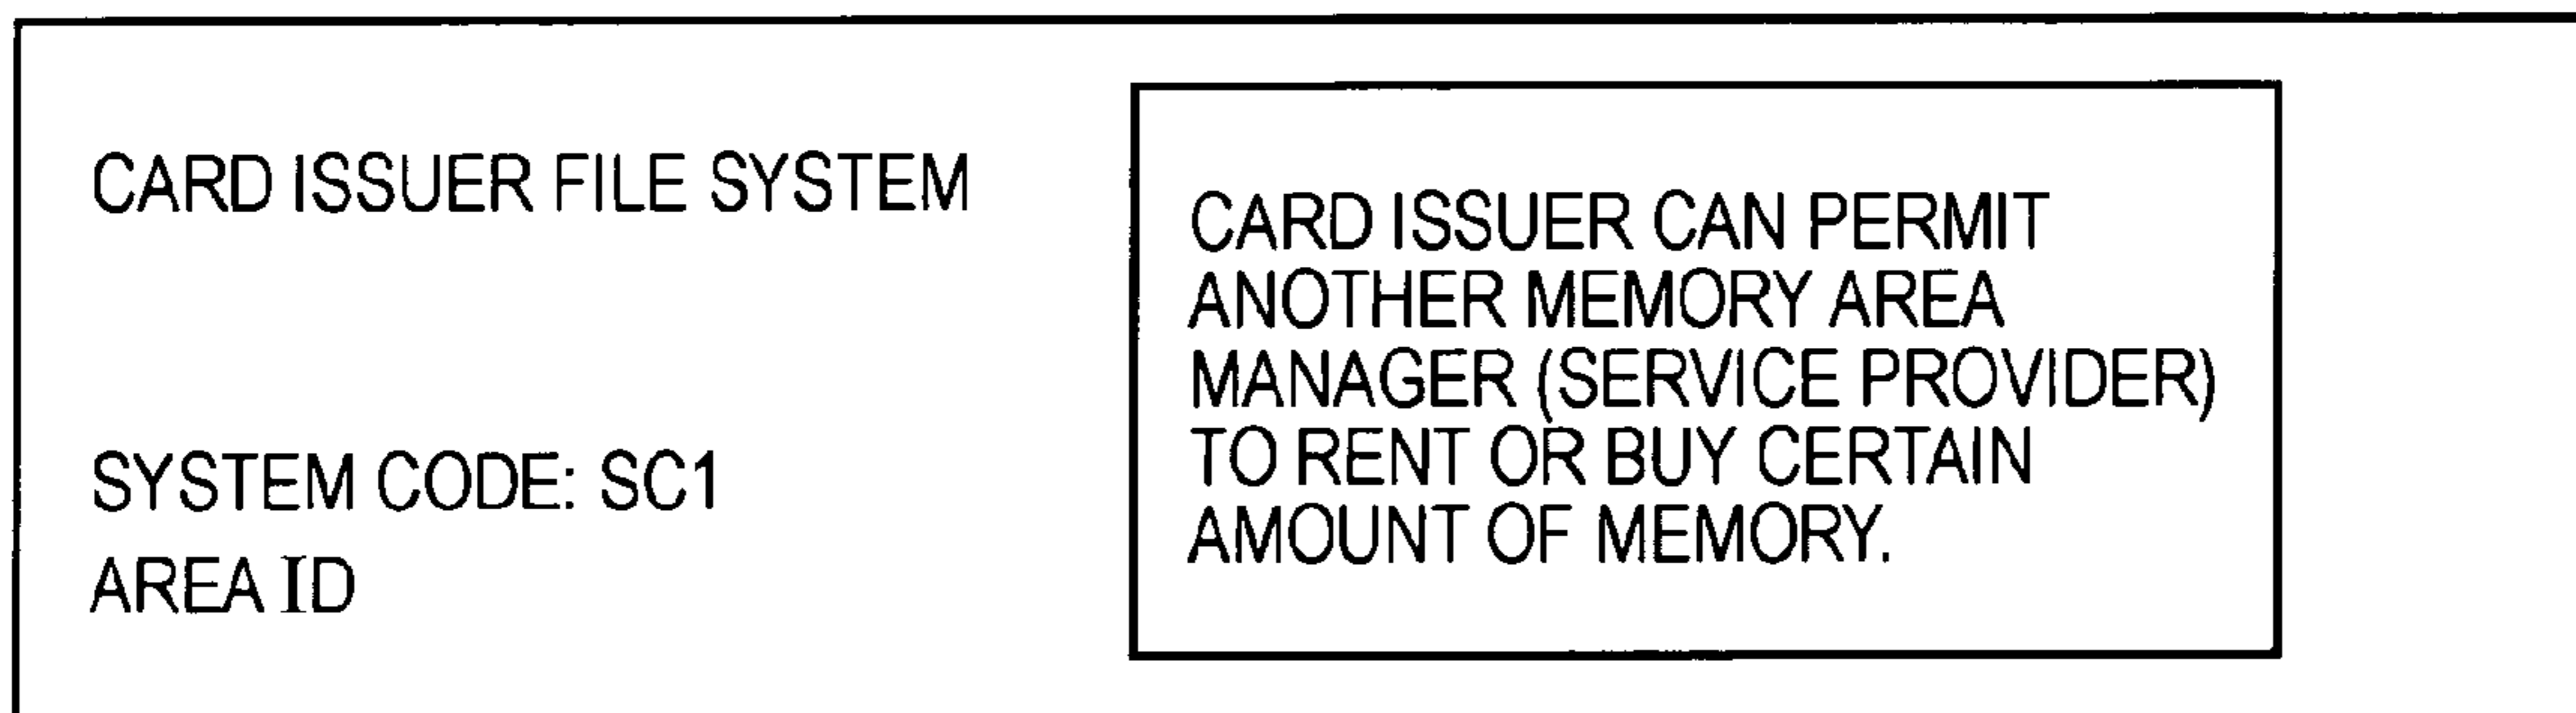 CARD ISSUER FILE SYSTEM
SYSTEM CODE: SC1
AREA ID
CARD ISSUER CAN PERMIT
ANOTHER MEMORY AREA
MANAGER (SERVICE PROVIDER)
TO RENT OR BUY CERTAIN
AMOUNT OF MEMORY.